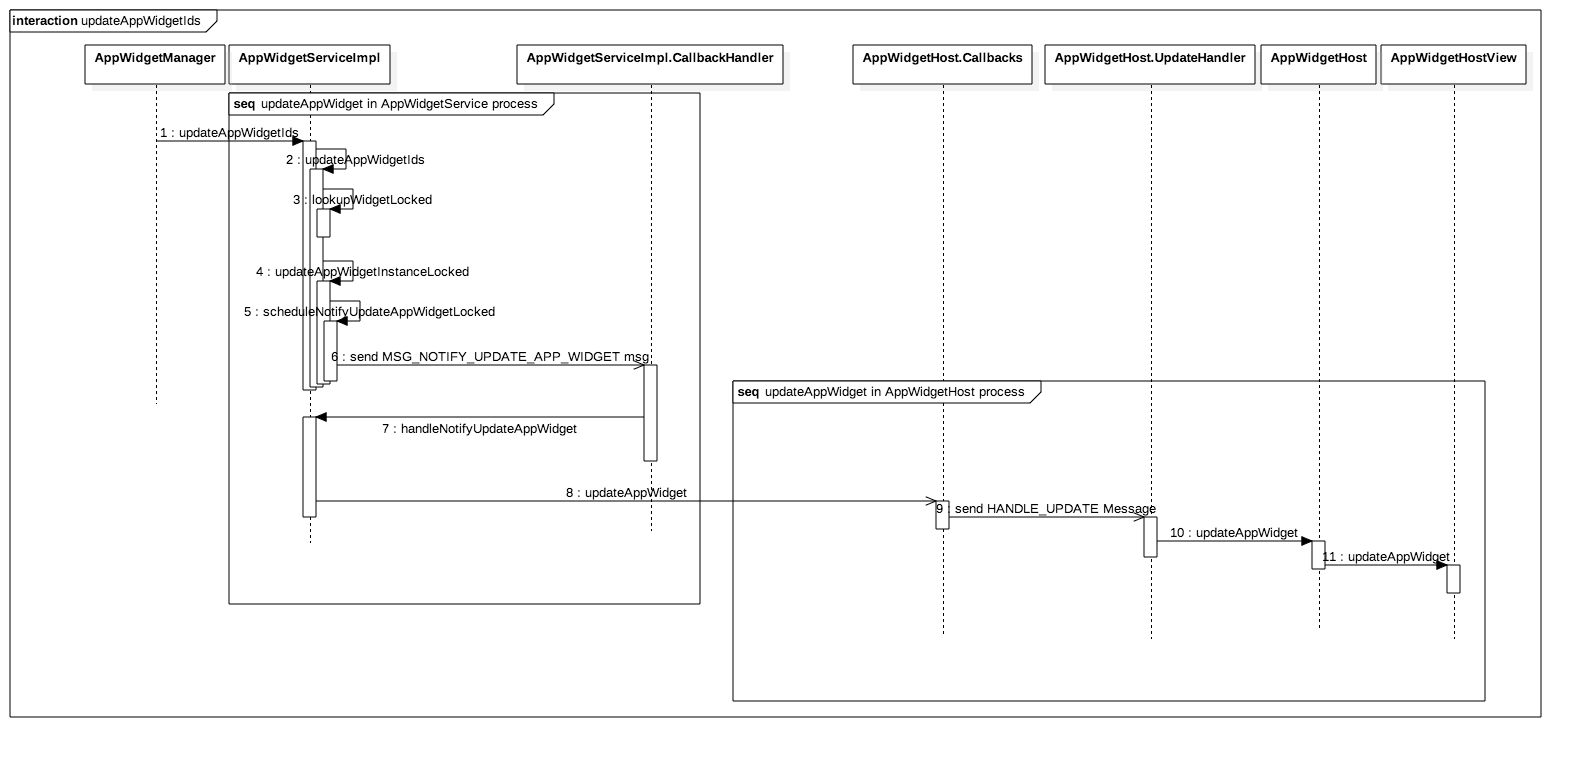 interaction updateAppWidgetIds
AppWidgetManager
AppWidgetServiceImpl
AppWidgetServiceImpl.CallbackHandler
AppWidgetHost.Callbacks
AppWidgetHost.UpdateHandler
AppWidgetHost
AppWidgetHostView
seq updateAppWidget in AppWidgetService process
1 : updateAppWidgetIds
2 : updateAppWidgetIds
3 : lookupWidgetLocked
4 : updateAppWidgetInstanceLocked
5 : scheduleNotifyUpdateAppWidgetLocked
6 : send MSG_NOTIFY_UPDATE_APP_WIDGET msg
seq updateAppWidget in AppWidgetHost process
7 : handleNotifyUpdateAppWidget
8 : updateAppWidget
9 : send HANDLE_UPDATE Message
10 : updateAppWidget
11 : updateAppWidget